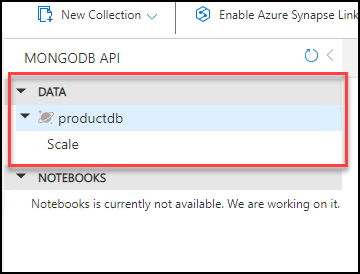 New Collection
Enable Azure Synapse Link
MONGODB API
DATA
productdb
Scale
NOTEBOOKS
Notebooks is currently not available. We are working on it.